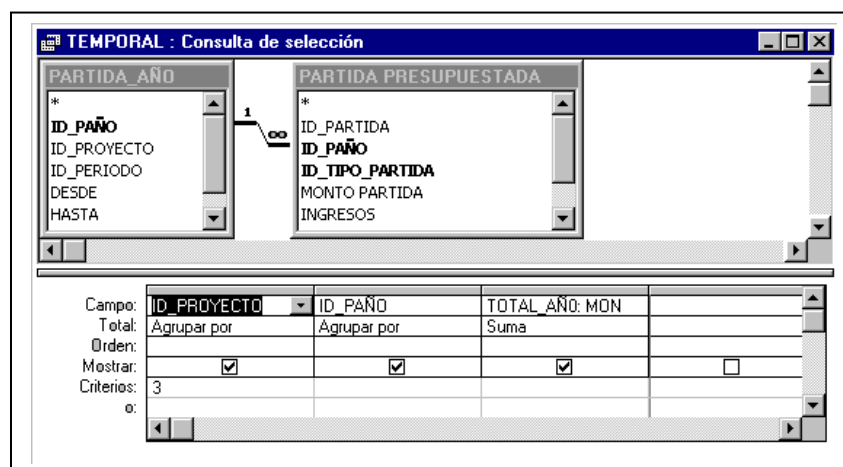 TEMPORAL : Consulta de selección
PARTIDA_AÑO
*
ID_PAÑO
ID_PROYECTO
ID_PERIODO
DESDE
HASTA
1
∞
PARTIDA PRESUPUESTADA
*
ID_PARTIDA
ID_PAÑO
ID_TIPO_PARTIDA
MONTO PARTIDA
INGRESOS
Campo: ID_PROYECTO ID_PAÑO TOTAL_AÑO: MON
Total: Agrupar por Agrupar por Suma
Orden:
Mostrar:
Criterios: 3
o: